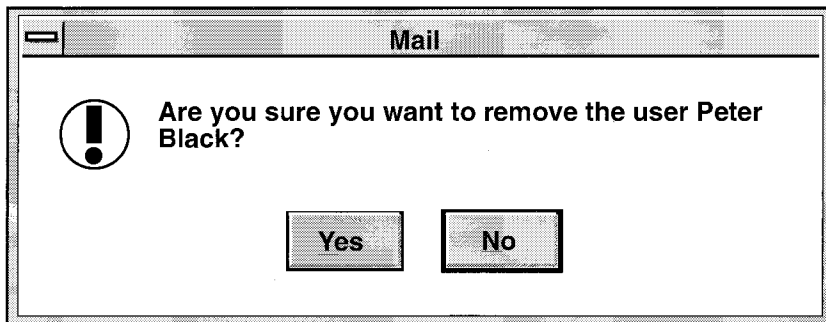 Mail
Are you sure you want to remove the user Peter
Black?
Yes
No